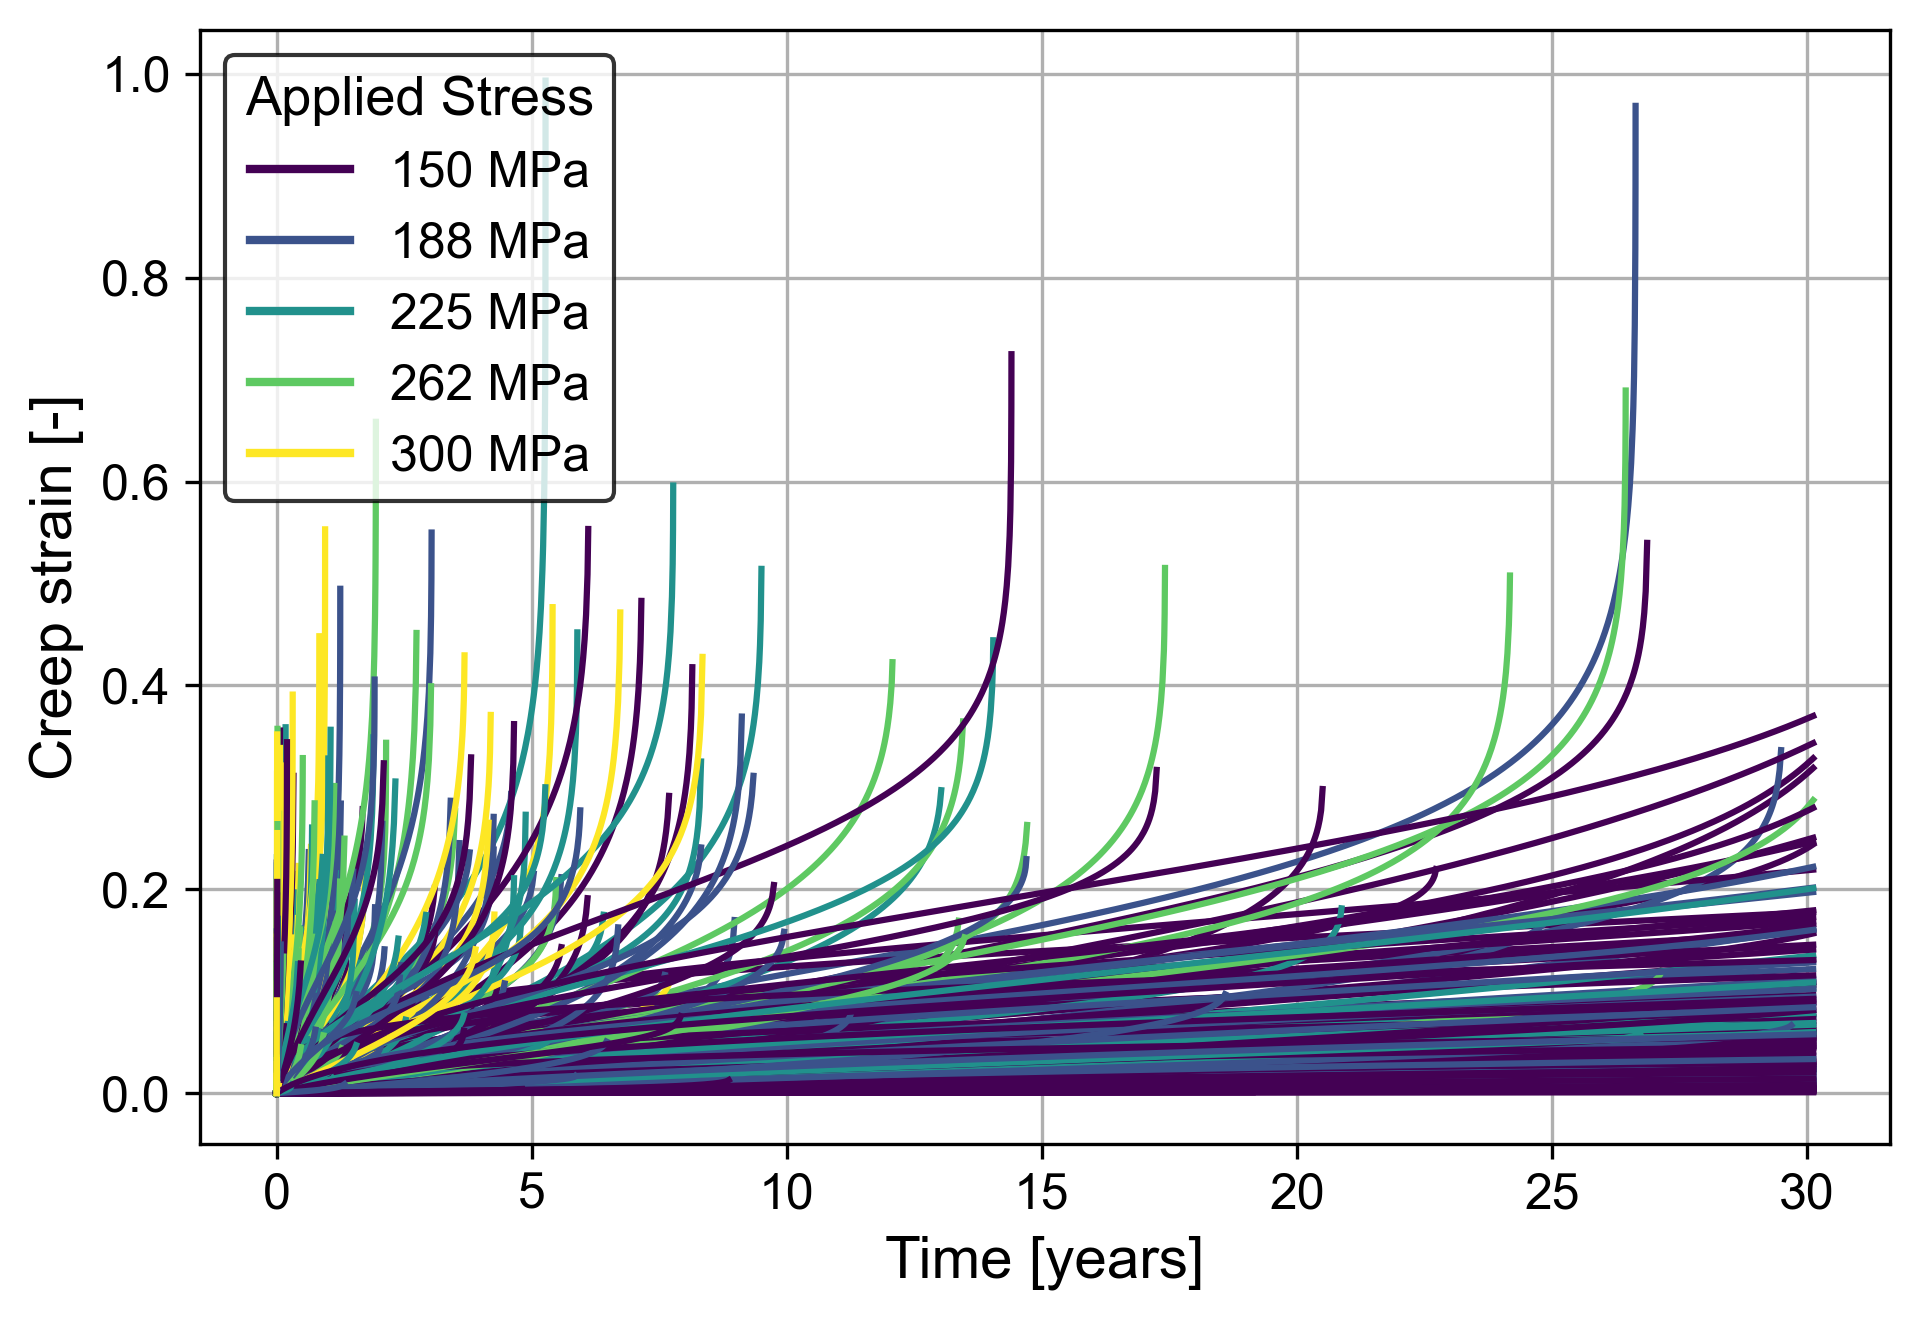 Applied Stress
150 MPa
188 MPa
225 MPa
262 MPa
300 MPa
Creep strain [-]
1.0
0.8
0.6
0.4
0.2
0.0
0 5 10 15 20 25 30
Time [years]